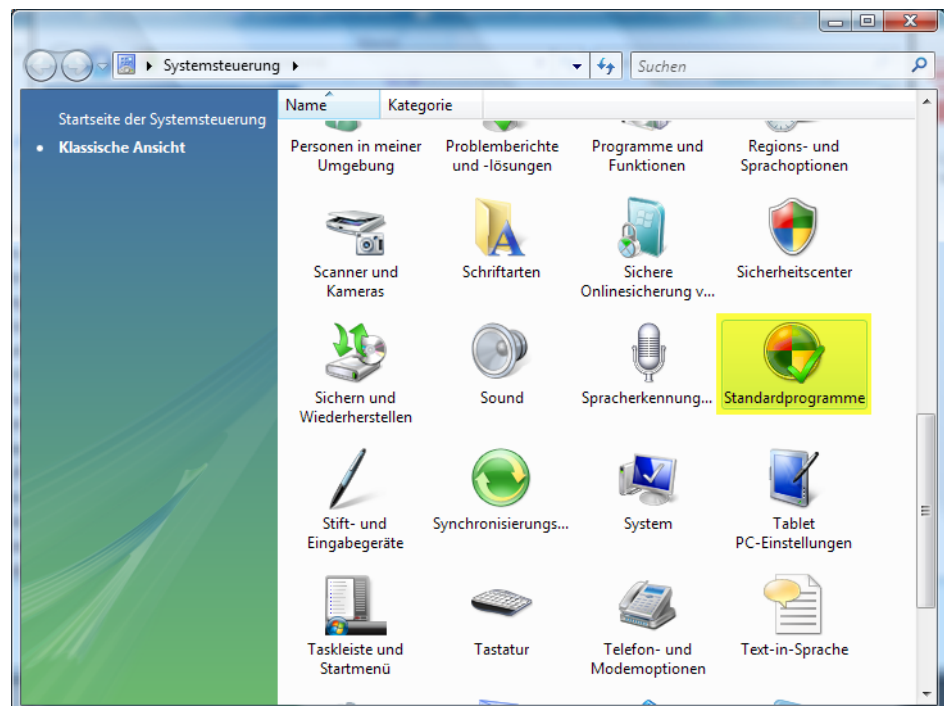 Systemsteuerung
Suchen
Startseite der Systemsteuerung
Klassische Ansicht
Name Kategorie
Personen in meiner Umgebung
Problemberichte und -lösungen
Programme und Funktionen
Regions- und Sprachoptionen
Scanner und Kameras
Schriftarten
Sichere Onlinesicherung v...
Sicherheitscenter
Sichern und Wiederherstellen
Sound
Spracherkennung...
Standardprogramme
Stift- und Eingabegeräte
Synchronisierungs...
System
Tablet PC-Einstellungen
Taskleiste und Startmenü
Tastatur
Telefon- und Modemoptionen
Text-in-Sprache